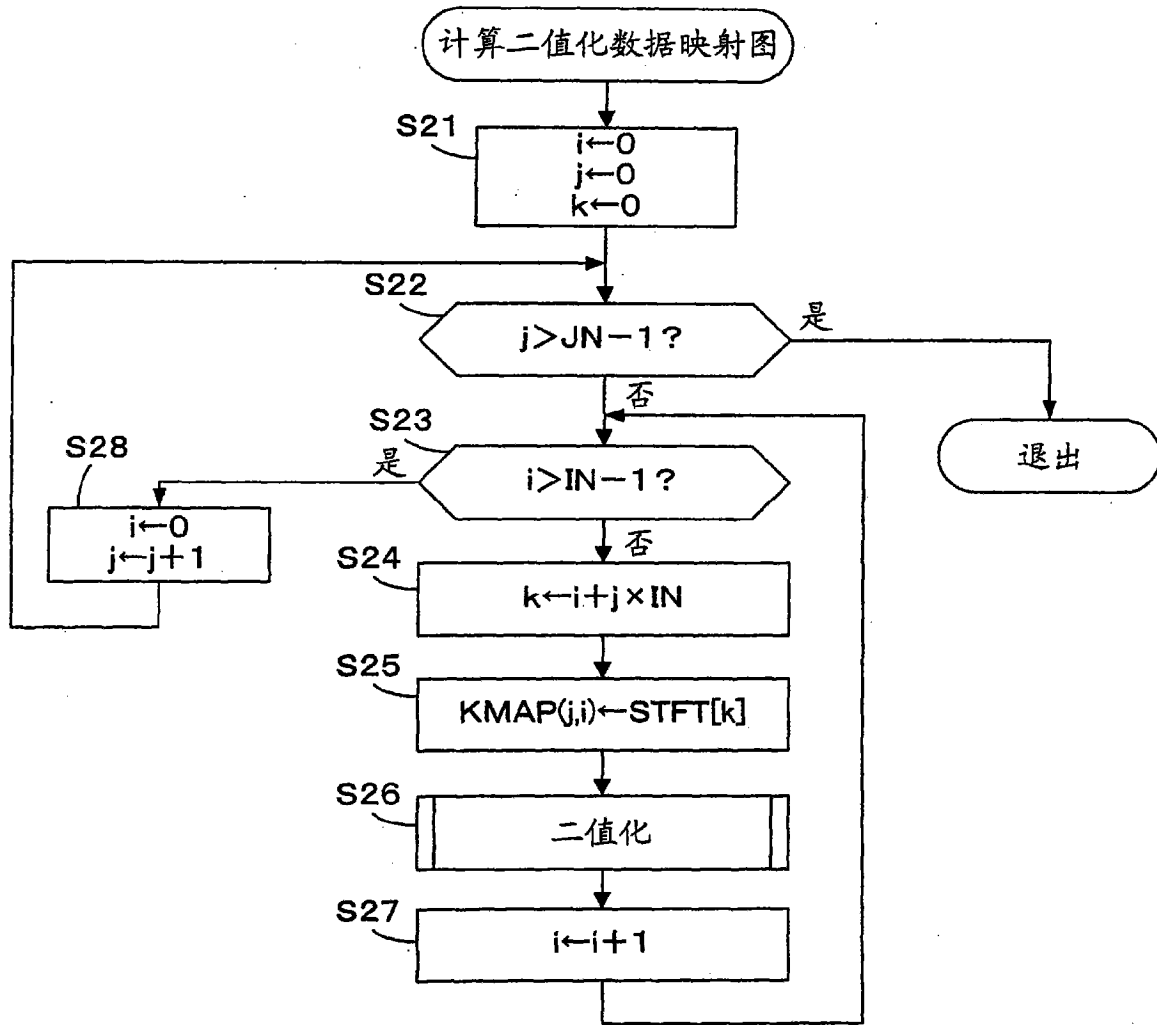 计算二值化数据映射图
S21
i←0
j←0
k←0
S22
j>JN-1?
是
否
S23
i>IN-1?
是
退出
S28
i←0
j←j+1
否
S24
k←i+j×IN
S25
KMAP(j,i)←STFT[k]
S26
二值化
S27
i←i+1